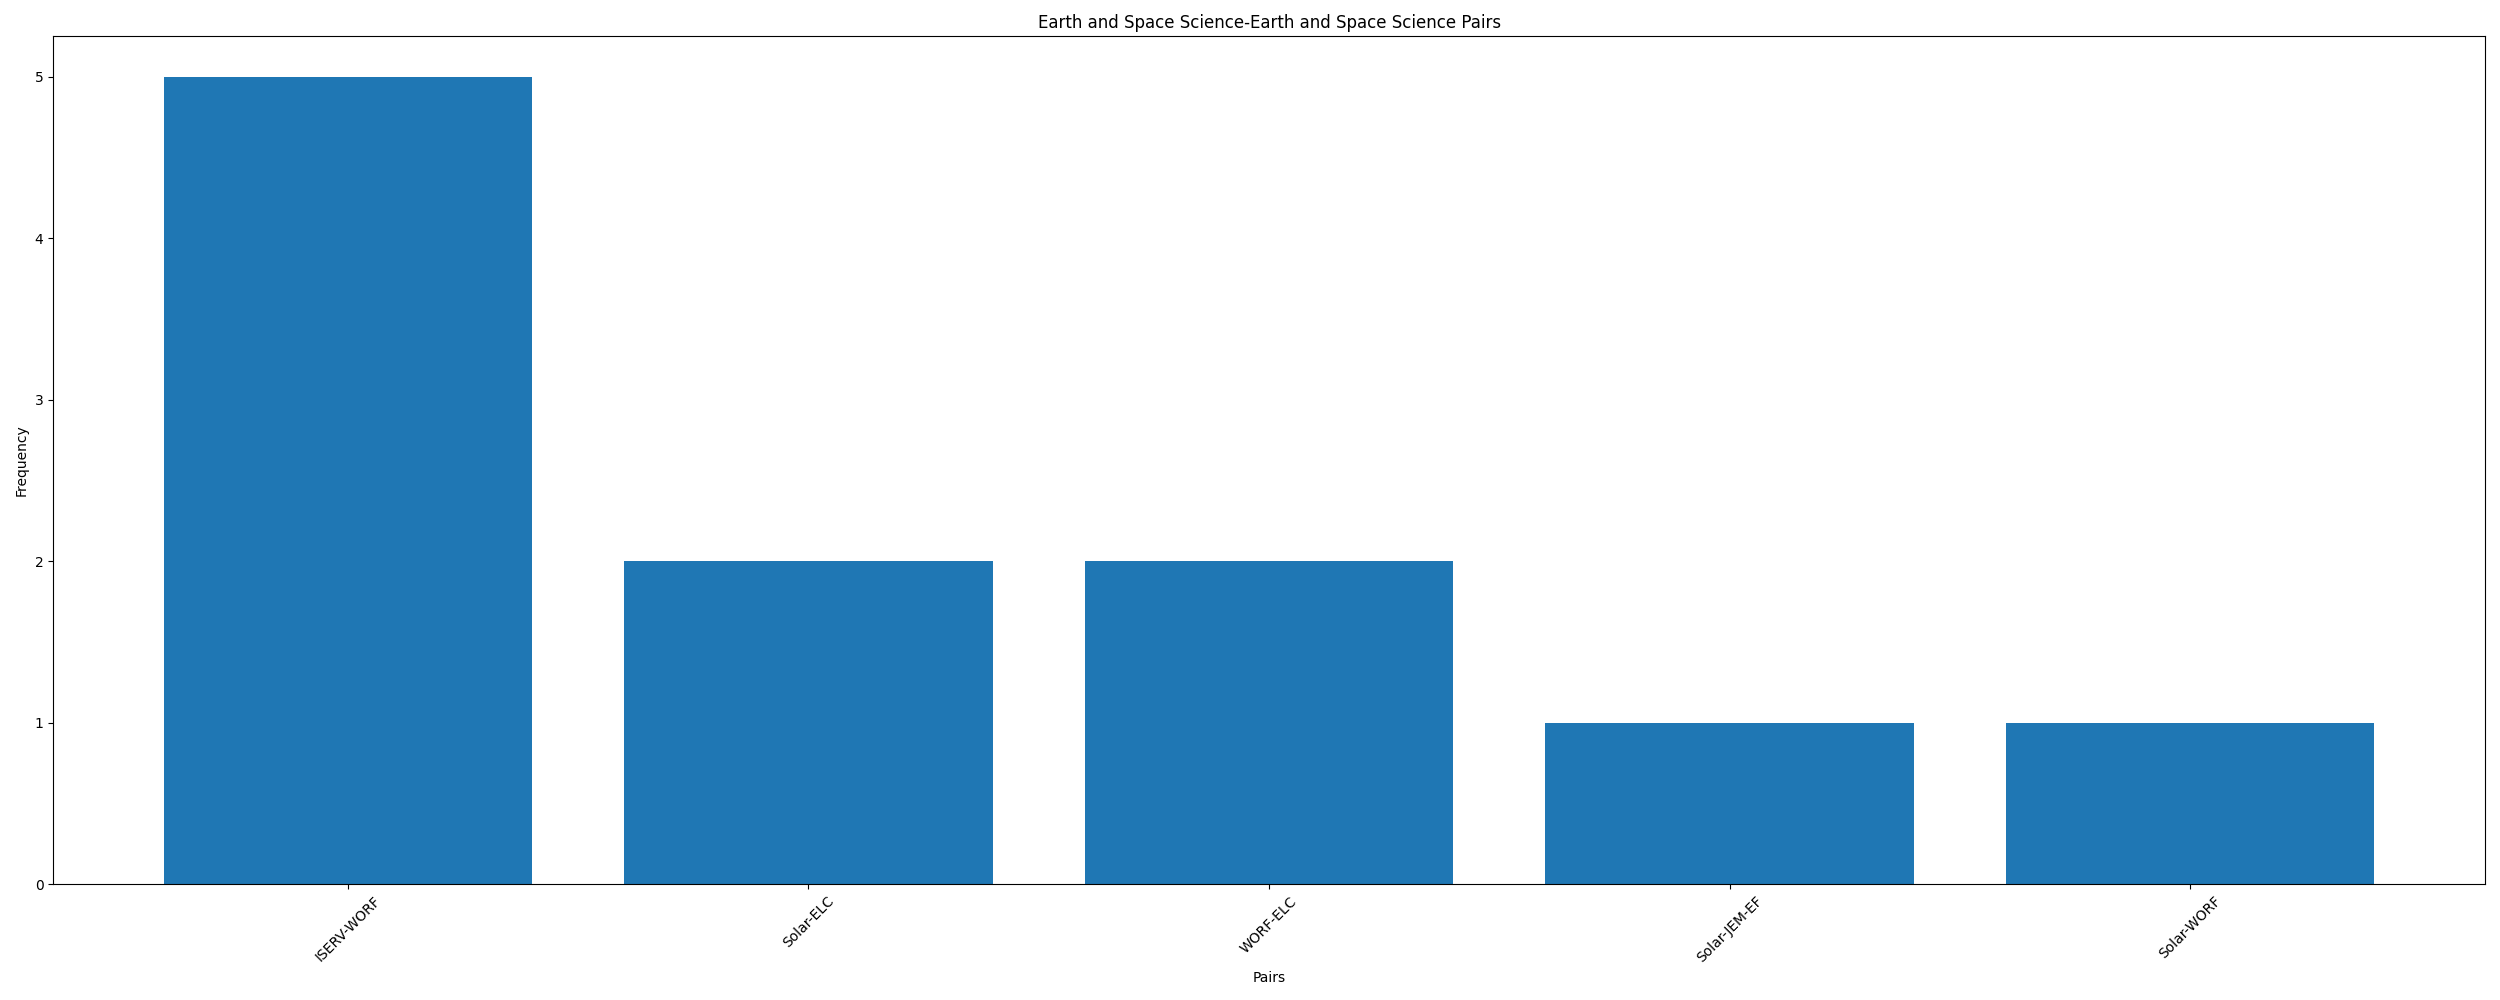 Earth and Space Science-Earth and Space Science Pairs
Frequency
5
4
3
2
1
0
ISERV-WORF
Solar-ELC
WORF-ELC
Solar-JEM-EF
Solar-WORF
Pairs